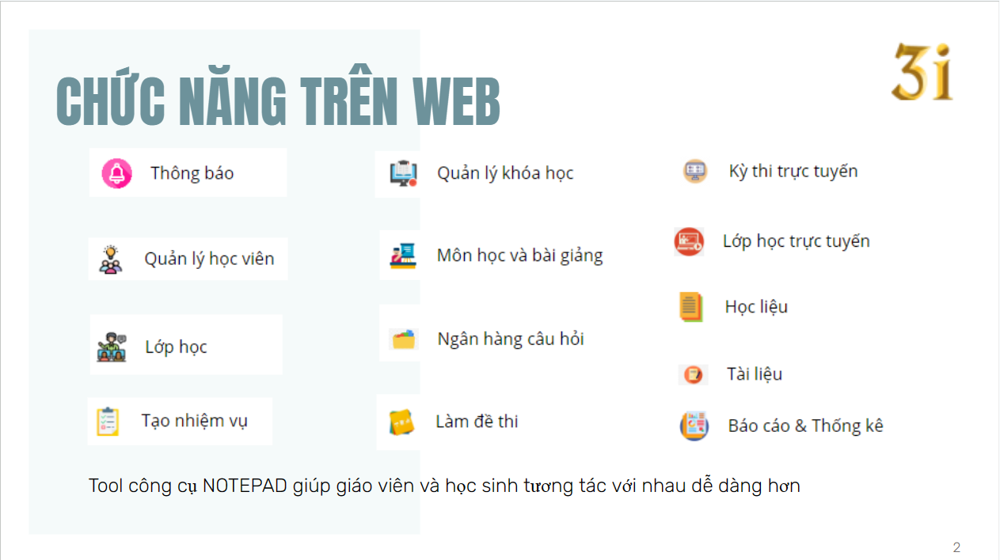 3i
CHỨC NĂNG TRÊN WEB
Thông báo
Quản lý học viên
Lớp học
Tạo nhiệm vụ
Quản lý khóa học
Môn học và bài giảng
Ngân hàng câu hỏi
Làm đề thi
Kỳ thi trực tuyến
Lớp học trực tuyến
Học liệu
Tài liệu
Báo cáo & Thống kê
Tool công cụ NOTEPAD giúp giáo viên và học sinh tương tác với nhau dễ dàng hơn
2